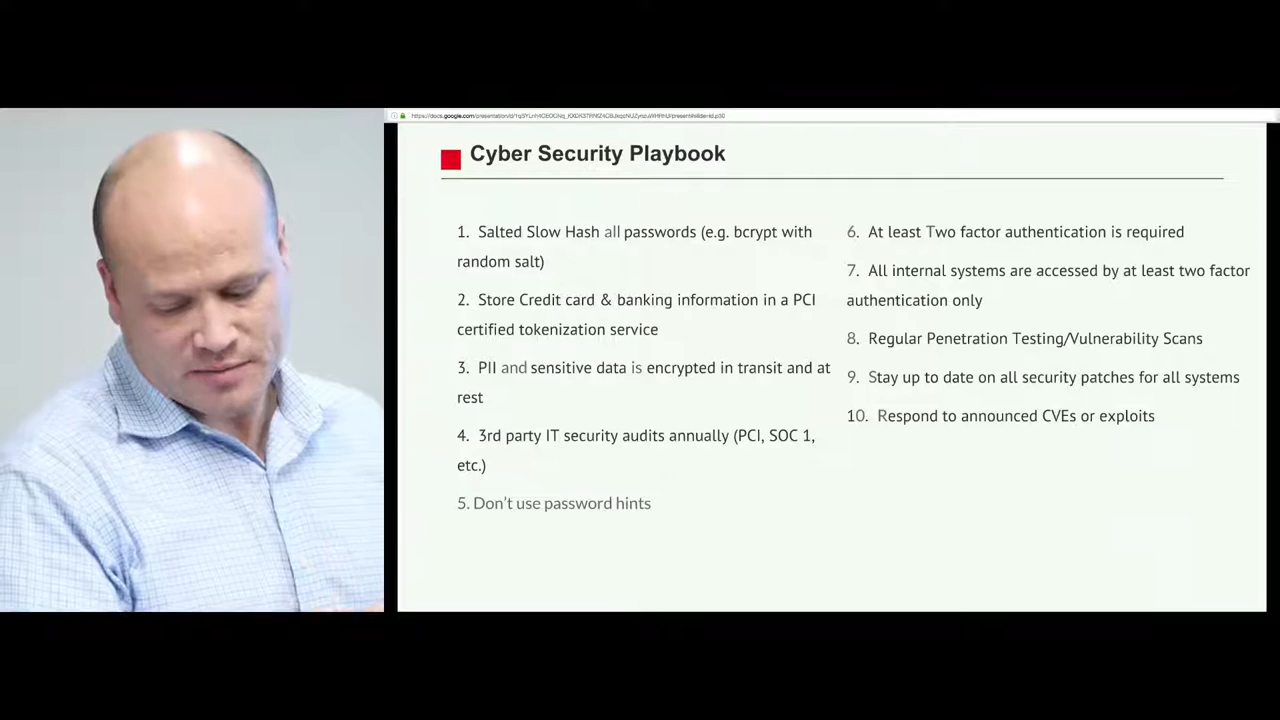 Cyber Security Playbook
1. Salted Slow Hash all passwords (e.g. bcrypt with
random salt)
2. Store Credit card & banking information in a PCI
certified tokenization service
3. PII and sensitive data is encrypted in transit and at
rest
4. 3rd party IT security audits annually (PCI, SOC 1,
etc.)
5. Don't use password hints
6. At least Two factor authentication is required
7. All internal systems are accessed by at least two factor
authentication only
8. Regular Penetration Testing/Vulnerability Scans
9. Stay up to date on all security patches for all systems
10. Respond to announced CVEs or exploits